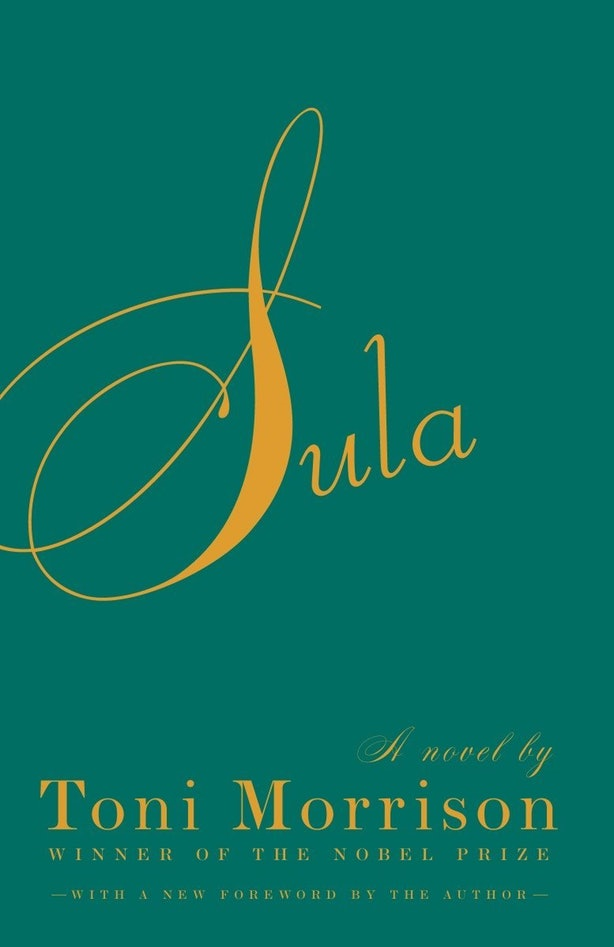 Sula
A novel by
Toni Morrison
WINNER OF THE NOBEL PRIZE
—WITH A NEW FOREWORD BY THE AUTHOR—